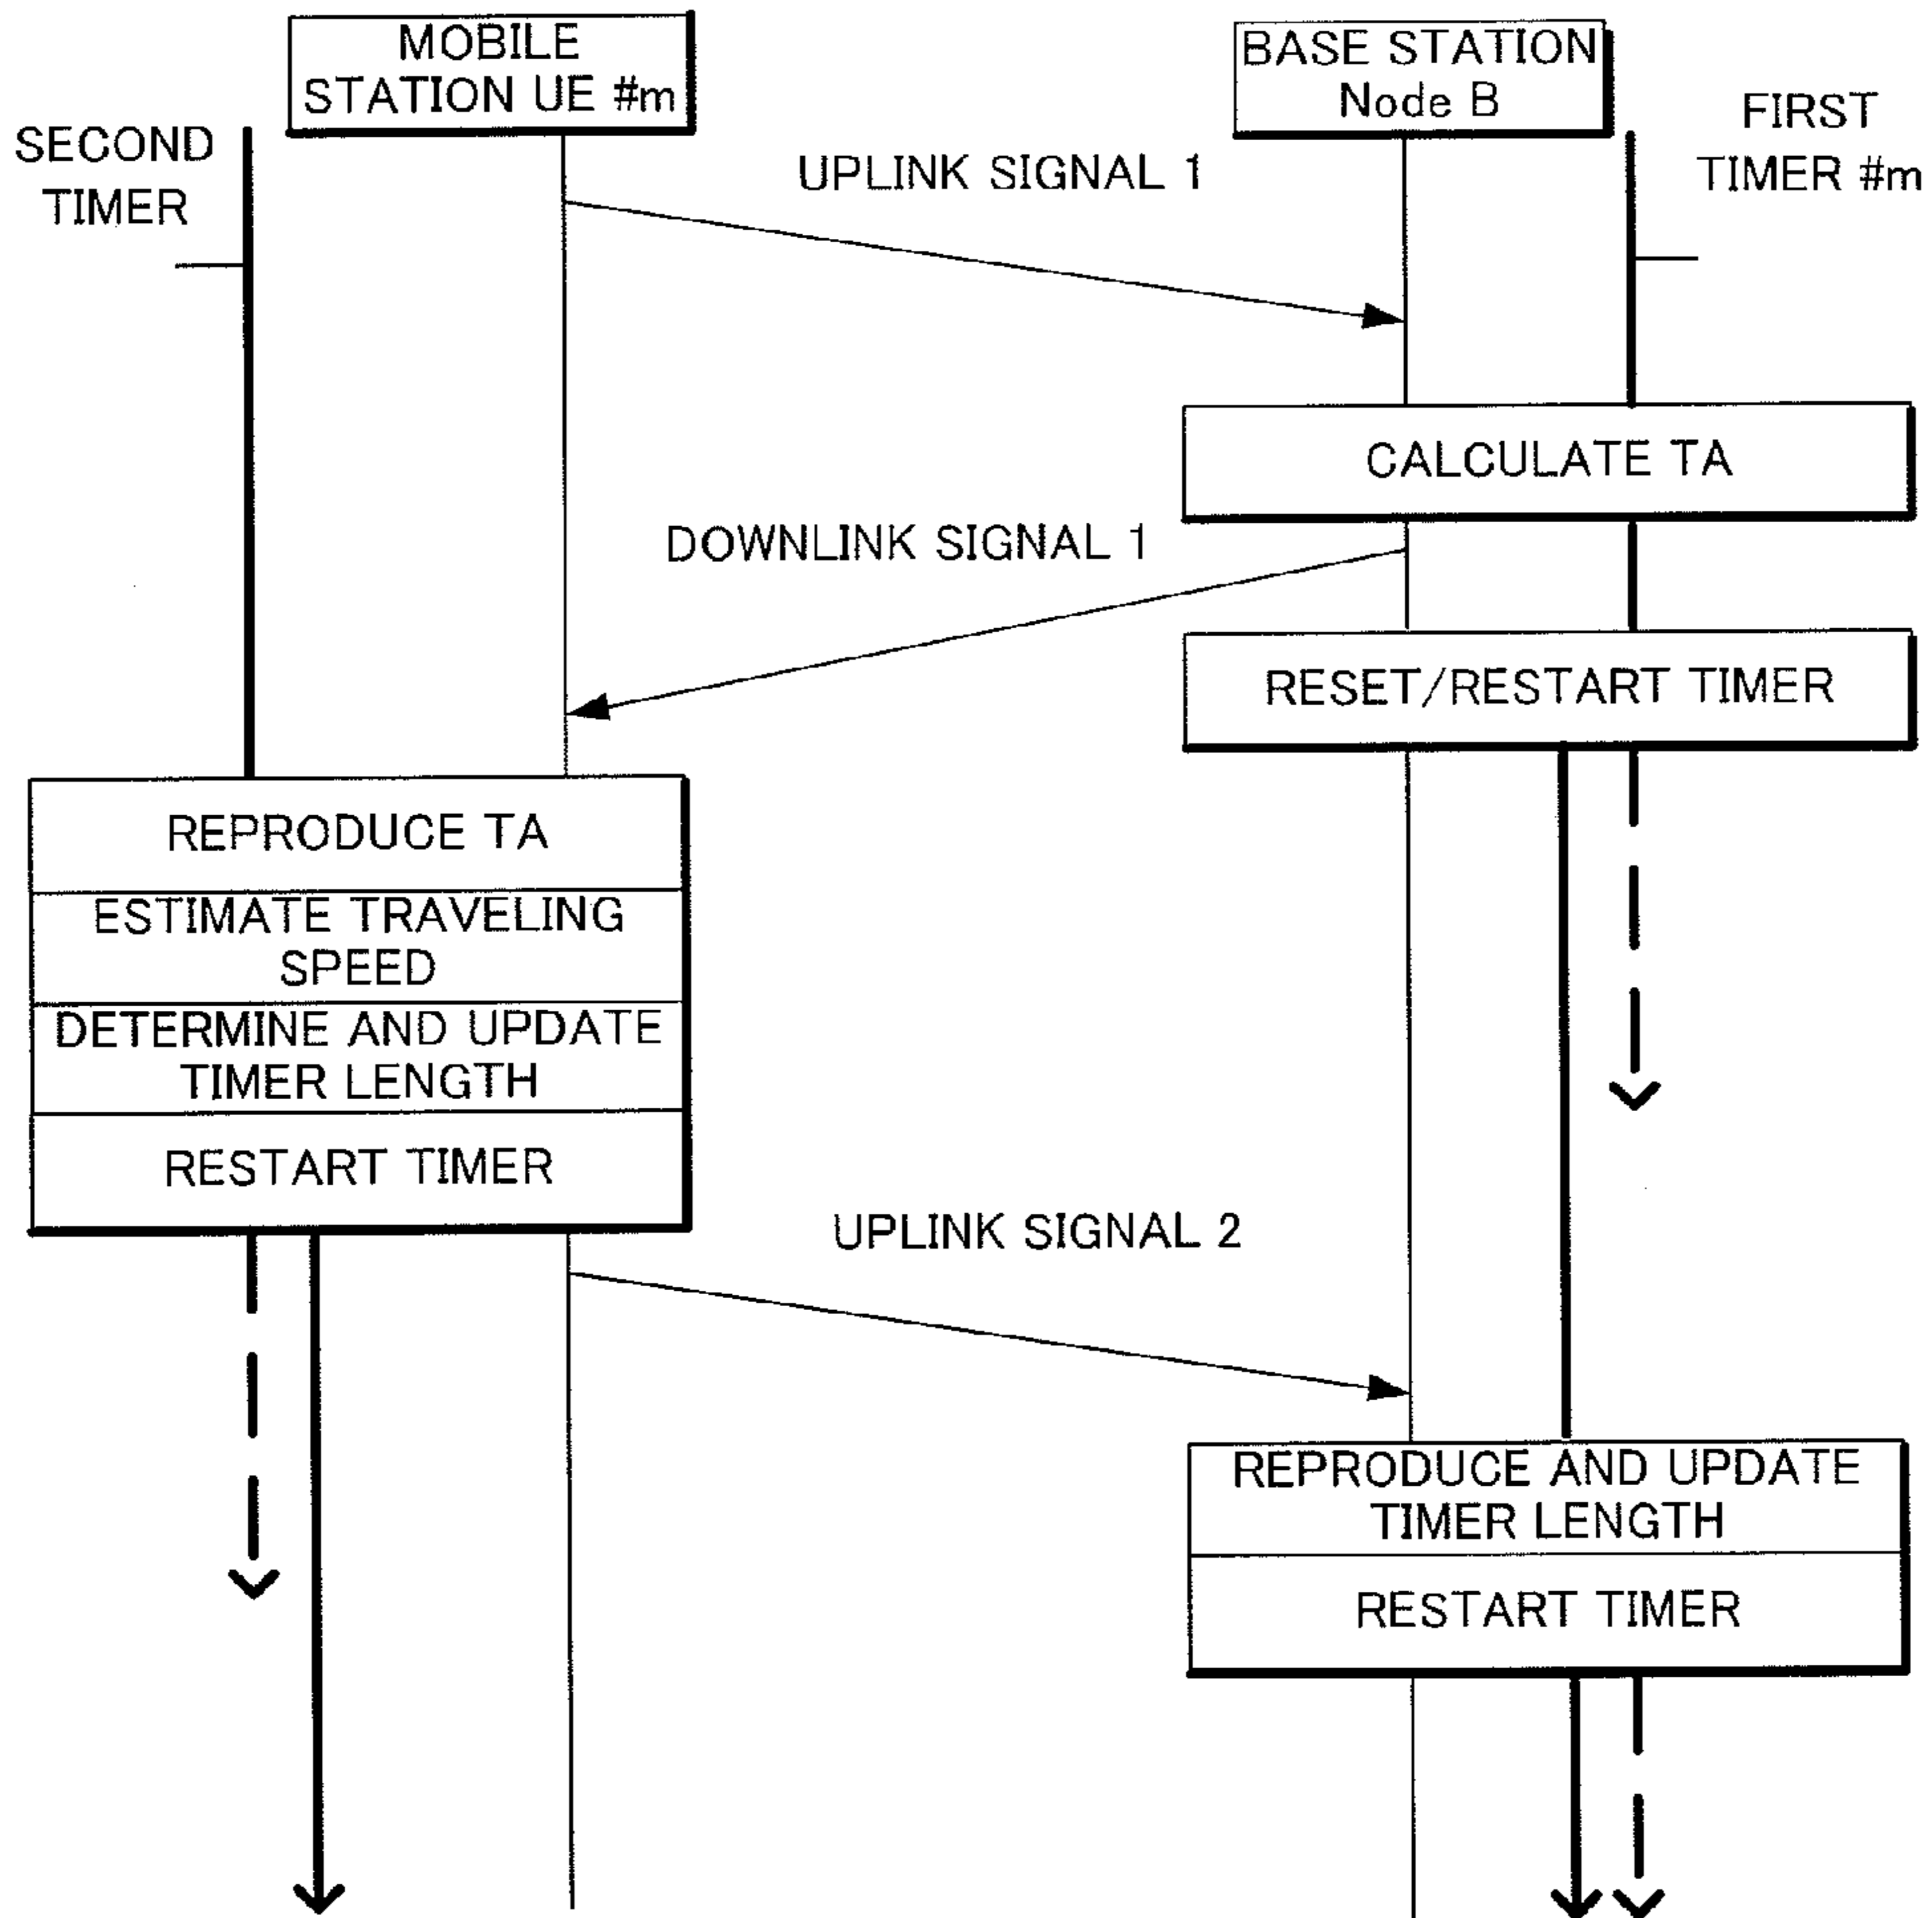 MOBILE
STATION UE #m
BASE STATION
Node B
SECOND
TIMER
FIRST
TIMER #m
UPLINK SIGNAL 1
CALCULATE TA
DOWNLINK SIGNAL 1
RESET/RESTART TIMER
REPRODUCE TA
ESTIMATE TRAVELING
SPEED
DETERMINE AND UPDATE
TIMER LENGTH
RESTART TIMER
UPLINK SIGNAL 2
REPRODUCE AND UPDATE
TIMER LENGTH
RESTART TIMER